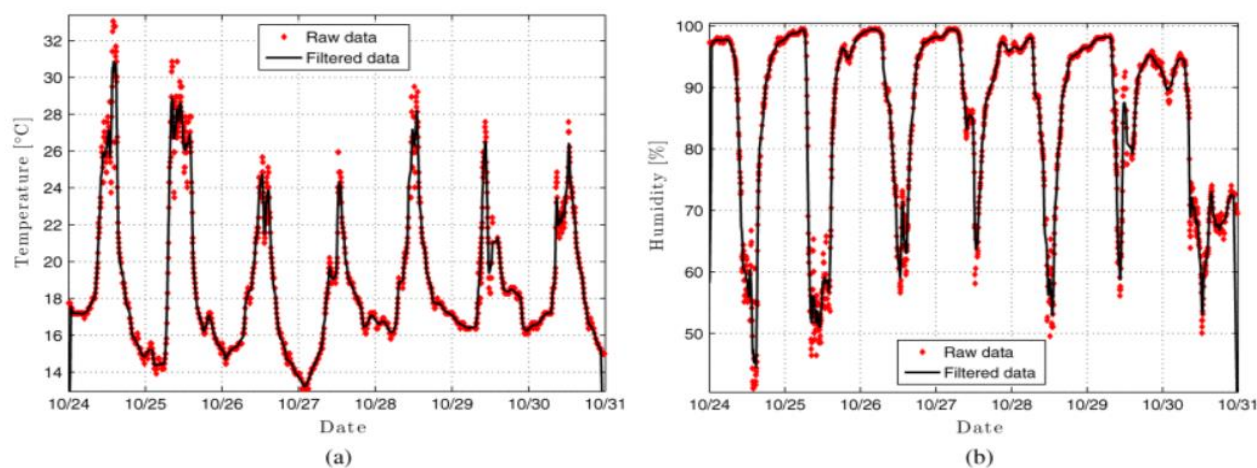 Temperature [°C]
32
30
28
26
24
22
20
18
16
14
Raw data
Filtered data
10/24 10/25 10/26 10/27 10/28 10/29 10/30 10/31
Date
(a)
Humidity [%]
100
90
80
70
60
50
Raw data
Filtered data
10/24 10/25 10/26 10/27 10/28 10/29 10/30 10/31
Date
(b)